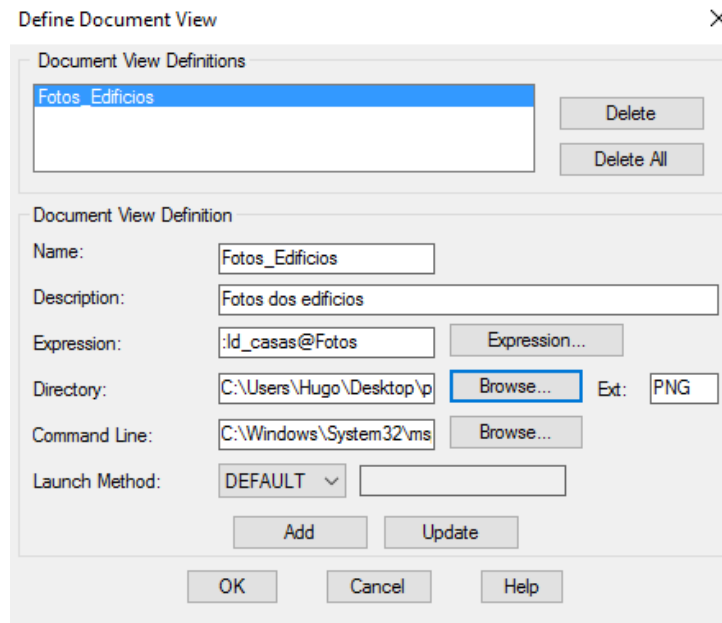 Define Document View
Document View Definitions
Fotos_Edificios
Delete
Delete All
Document View Definition
Name: Fotos_Edificios
Description: Fotos dos edificios
Expression: :Id_casas@Fotos Expression...
Directory: C:\Users\Hugo\Desktop\p Browse... Ext: PNG
Command Line: C:\Windows\System32\ms Browse...
Launch Method: DEFAULT
Add Update
OK Cancel Help